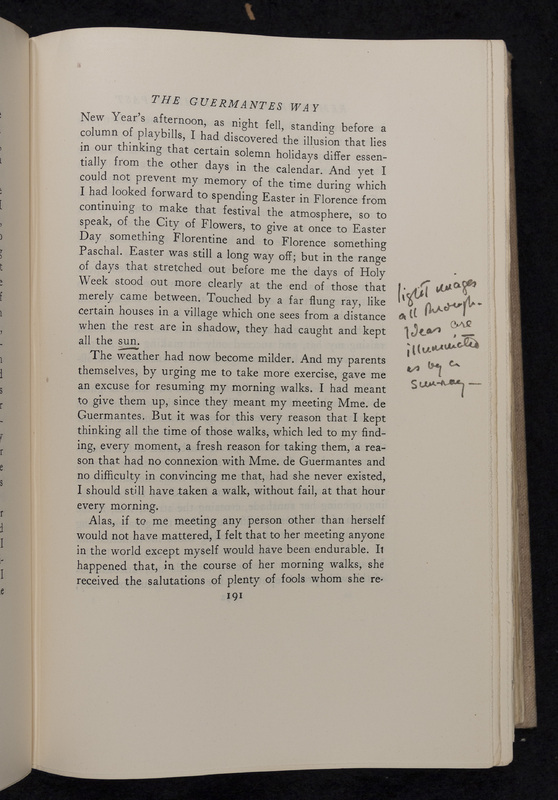 THE GUERMANTES WAY
New Year's afternoon, as night fell, standing before a
column of playbills, I had discovered the illusion that lies
in our thinking that certain solemn holidays differ essen-
tially from the other days in the calendar. And yet I
could not prevent my memory of the time during which
I had looked forward to spending Easter in Florence from
continuing to make that festival the atmosphere, so to
speak, of the City of Flowers, to give at once to Easter
Day something Florentine and to Florence something
Paschal. Easter was still a long way off; but in the range
of days that stretched out before me the days of Holy
Week stood out more clearly at the end of those that
merely came between. Touched by a far flung ray, like
certain houses in a village which one sees from a distance
when the rest are in shadow, they had caught and kept
all the sun.
The weather had now become milder. And my parents
themselves, by urging me to take more exercise, gave me
an excuse for resuming my morning walks. I had meant
to give them up, since they meant my meeting Mme. de
Guermantes. But it was for this very reason that I kept
thinking all the time of those walks, which led to my find-
ing, every moment, a fresh reason for taking them, a rea-
son that had no connexion with Mme. de Guermantes and
no difficulty in convincing me that, had she never existed,
I should still have taken a walk, without fail, at that hour
every morning.
Alas, if to me meeting any person other than herself
would not have mattered, I felt that to her meeting anyone
in the world except myself would have been endurable. It
happened that, in the course of her morning walks, she
received the salutations of plenty of fools whom she re-
191
light images
all through.
Ideas are
illuminated
as by a
sunray—